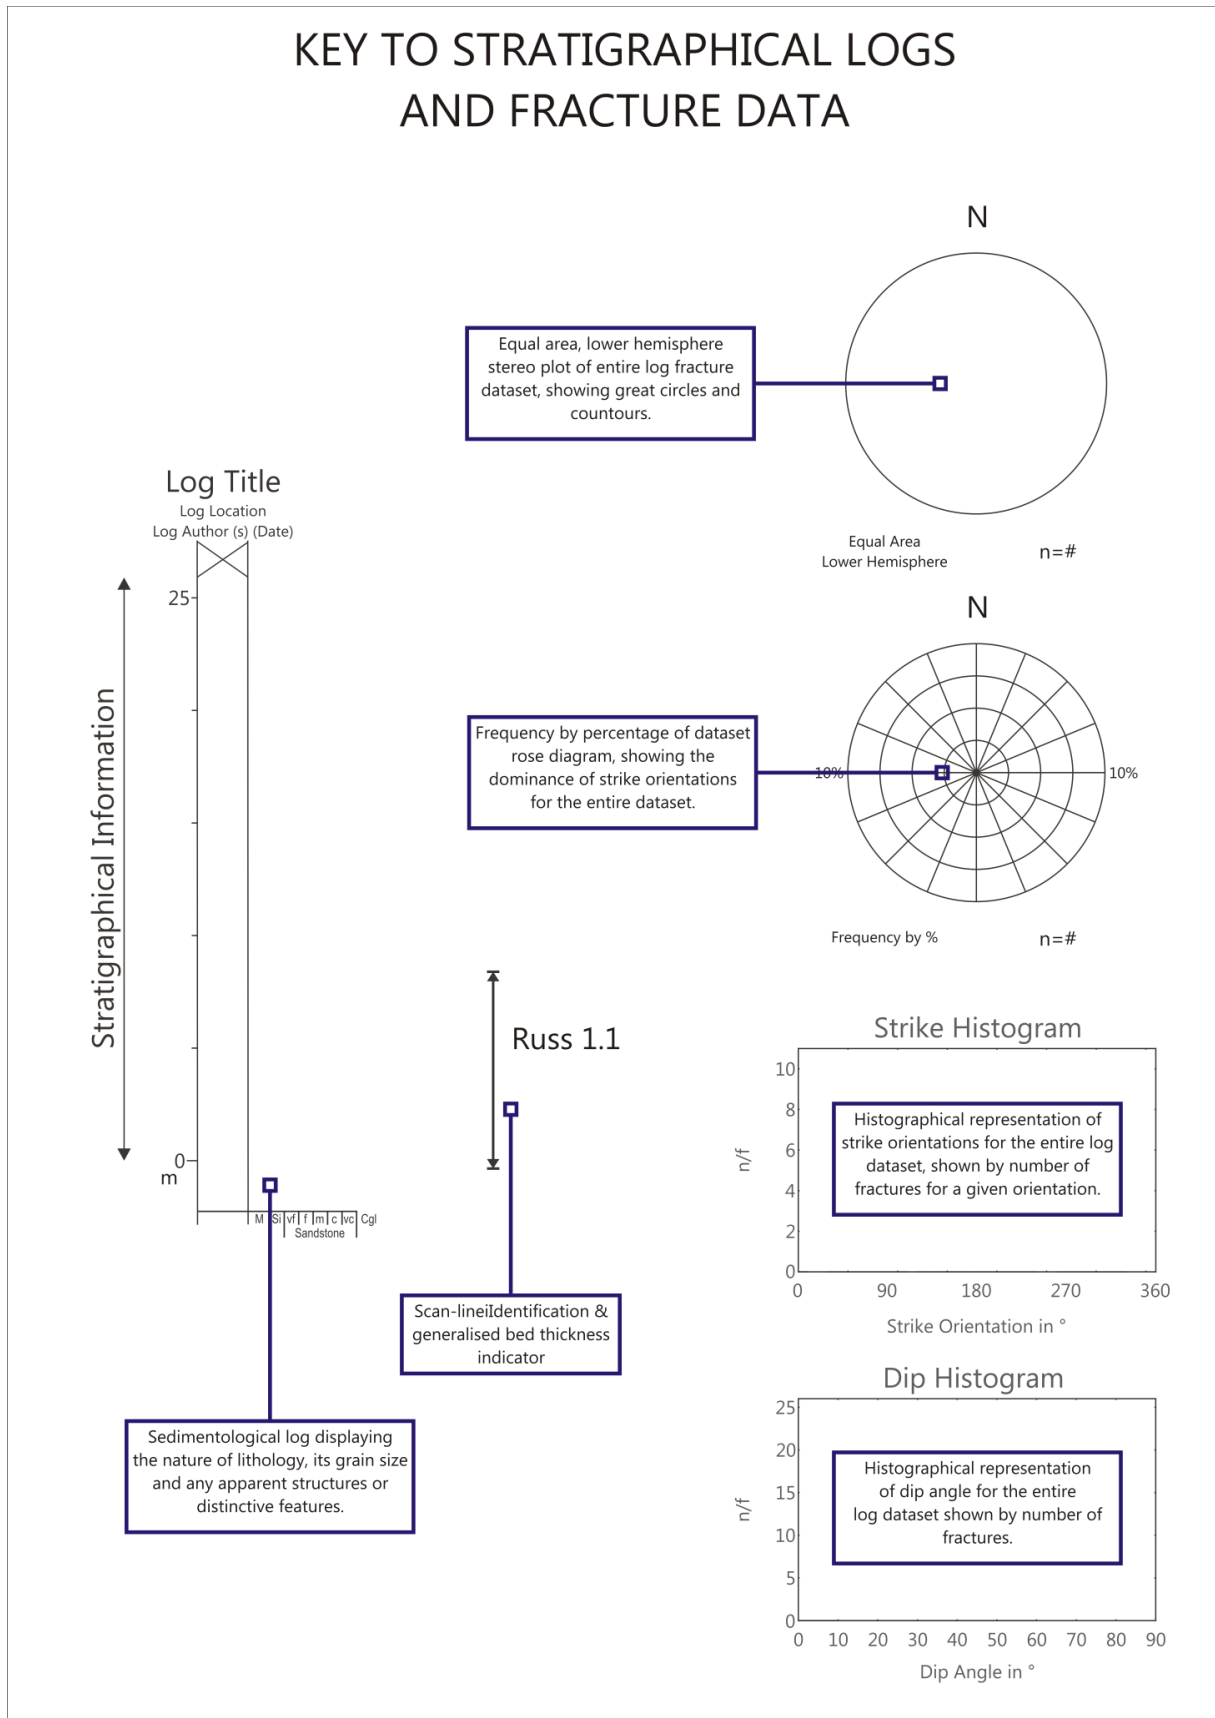 KEY TO STRATIGRAPHICAL LOGS
AND FRACTURE DATA
N
Equal area, lower hemisphere
stereo plot of entire log fracture
dataset, showing great circles and
countours.
Equal Area
Lower Hemisphere
n=#
Log Title
Log Location
Log Author (s) (Date)
25
Stratigraphical Information
0
m
M Si vf f m c vc Cgl
Sandstone
N
Frequency by percentage of dataset
rose diagram, showing the
dominance of strike orientations
for the entire dataset.
10%
10%
Frequency by %
n=#
Russ 1.1
Scan-lineiIdentification &
generalised bed thickness
indicator
Sedimentological log displaying
the nature of lithology, its grain size
and any apparent structures or
distinctive features.
Strike Histogram
10
8
6
4
2
0
n/f
Histographical representation of
strike orientations for the entire log
dataset, shown by number of
fractures for a given orientation.
0 90 180 270 360
Strike Orientation in °
Dip Histogram
25
20
15
10
5
0
n/f
Histographical representation
of dip angle for the entire
log dataset shown by number of
fractures.
0 10 20 30 40 50 60 70 80 90
Dip Angle in °